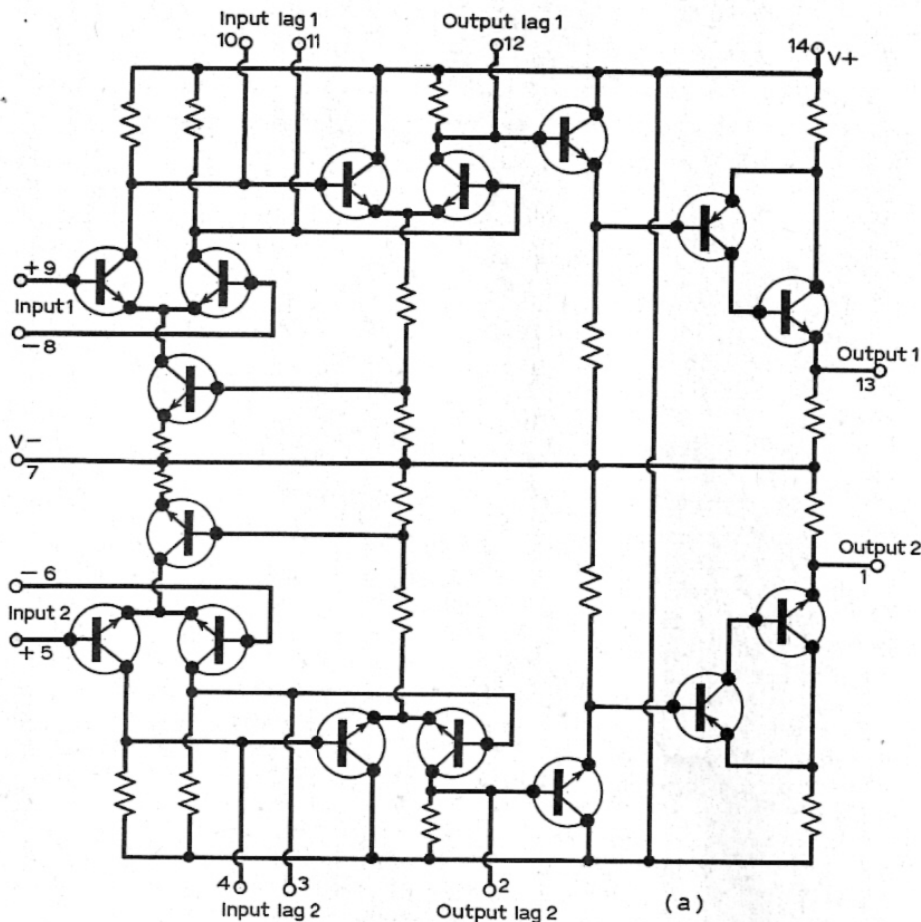 Input lag 1
Output lag 1
10
11
12
14
V+
+9
Input 1
−8
Output 1
13
V−
7
−6
Output 2
1
Input 2
+5
4
3
2
Input lag 2
Output lag 2
(a)